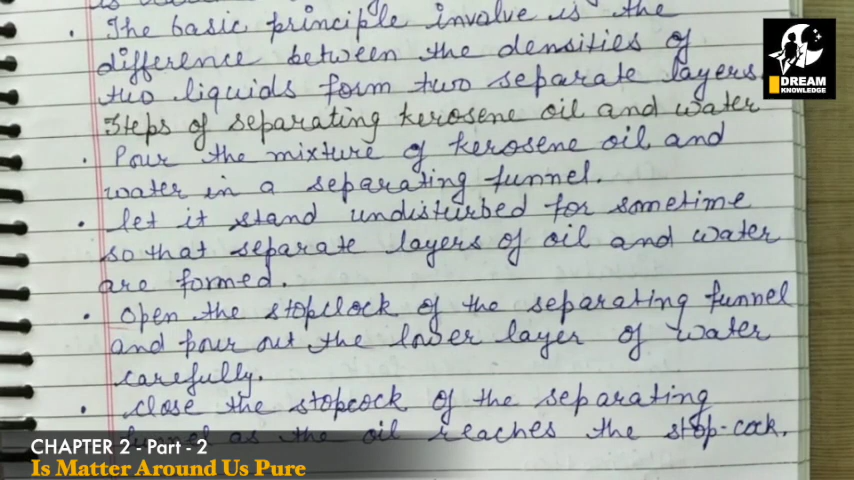 The basic principle involve is the
difference between the densities of
two liquids form two separate layers.
Steps of separating kerosene oil and water
. Pour the mixture of kerosene oil and
water in a separating funnel.
. let it stand undisturbed for sometime
so that separate layers of oil and water
are formed.
. Open the stopclock of the separating funnel
and pour out the lower layer of water
carefully.
. close the stopcock of the separating
funnel as the oil reaches the stop-cock.
DREAM
KNOWLEDGE
CHAPTER 2 - Part - 2
Is Matter Around Us Pure